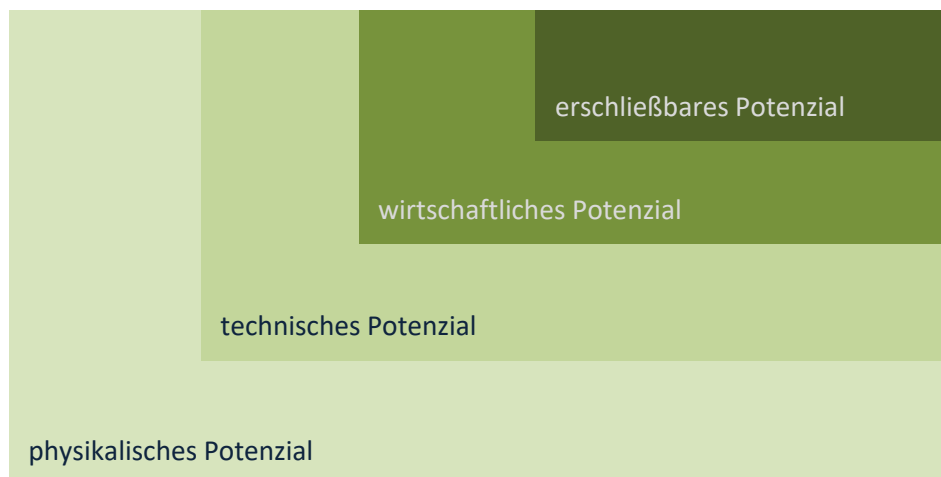 erschließbares Potenzial
wirtschaftliches Potenzial
technisches Potenzial
physikalisches Potenzial